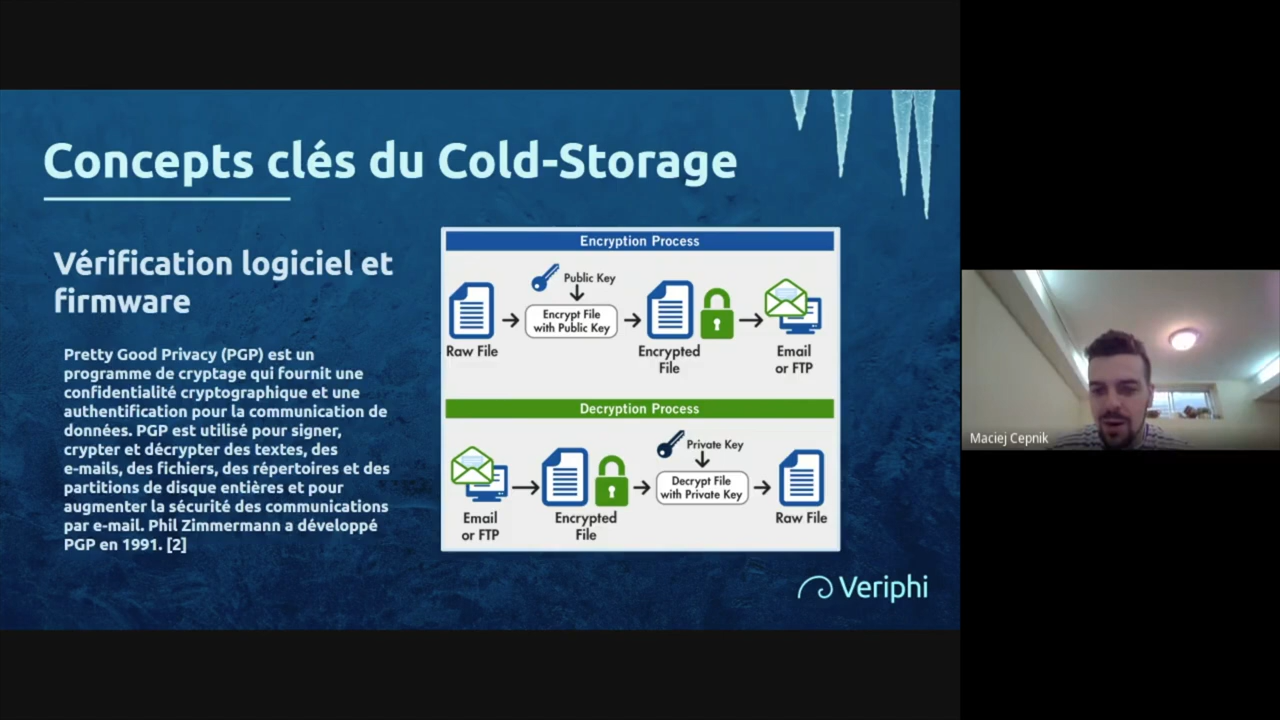 Concepts clés du Cold-Storage
Vérification logiciel et
firmware
Pretty Good Privacy (PGP) est un
programme de cryptage qui fournit une
confidentialité cryptographique et une
authentification pour la communication de
données. PGP est utilisé pour signer,
crypter et décrypter des textes, des
e-mails, des fichiers, des répertoires et des
partitions de disque entières et pour
augmenter la sécurité des communications
par e-mail. Phil Zimmermann a développé
PGP en 1991. [2]
Encryption Process
Public Key
Encrypt File
with Public Key
Raw File
Encrypted
File
Email
or FTP
Decryption Process
Private Key
Decrypt File
with Private Key
Email
or FTP
Encrypted
File
Raw File
Veriphi
Maciej Cepnik